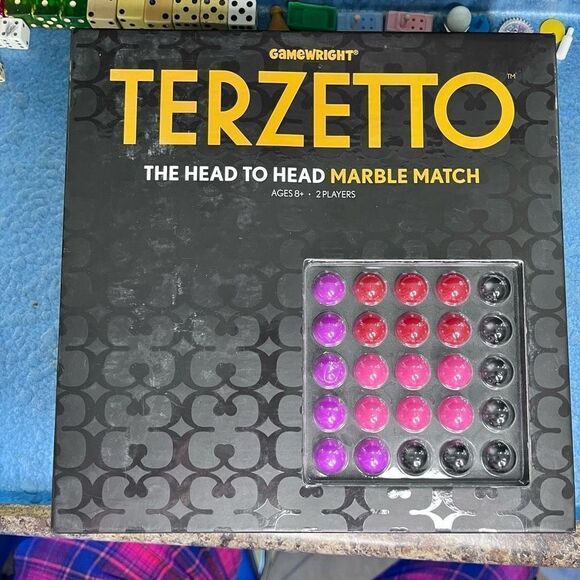 GAMEWRIGHT®
TERZETTO™
THE HEAD TO HEAD MARBLE MATCH
AGES 8+ • 2 PLAYERS